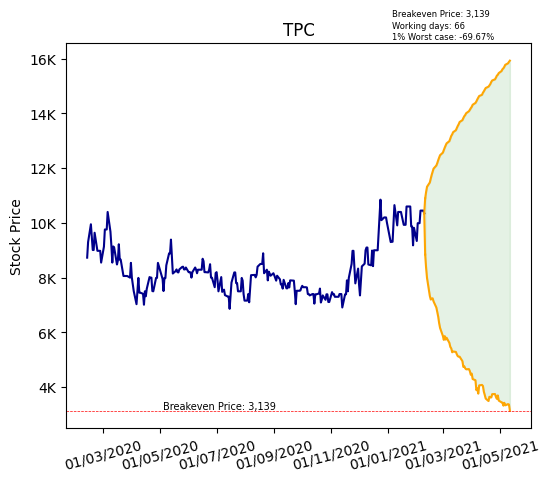 Breakeven Price: 3,139
Working days: 66
1% Worst case: -69.67%
TPC
Stock Price
16K
14K
12K
10K
8K
6K
4K
Breakeven Price: 3,139
01/03/2020
01/05/2020
01/07/2020
01/09/2020
01/11/2020
01/01/2021
01/03/2021
01/05/2021